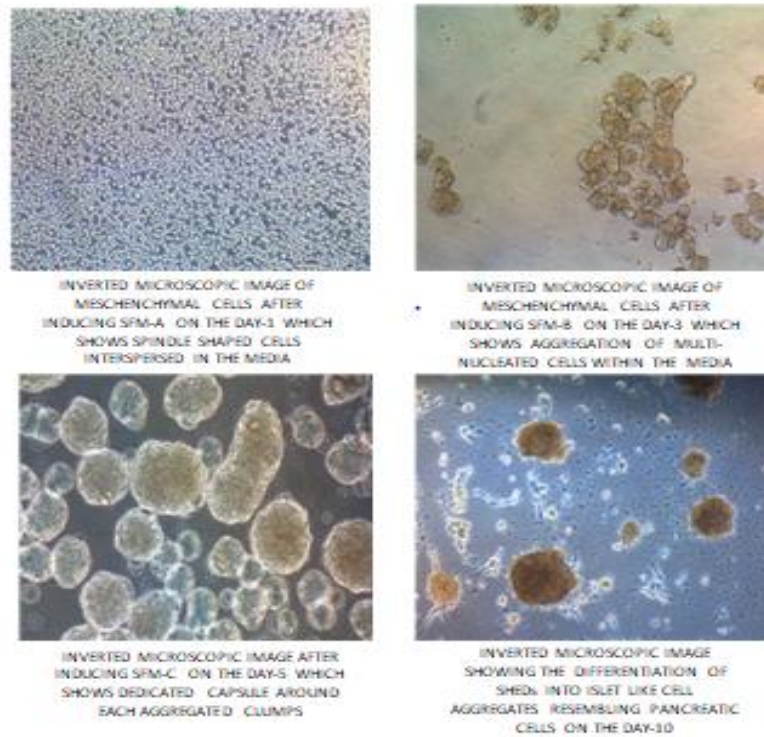 INVERTED MICROSCOPIC IMAGE OF
MESCHENCHYMAL CELLS AFTER
INDUCING SFM-A ON THE DAY-1 WHICH
SHOWS SPINDLE SHAPED CELLS
INTERSPERSED IN THE MEDIA
INVERTED MICROSCOPIC IMAGE OF
MESCHENCHYMAL CELLS AFTER
INDUCING SFM-B ON THE DAY-3 WHICH
SHOWS AGGREGATION OF MULTI-
NUCLEATED CELLS WITHIN THE MEDIA
INVERTED MICROSCOPIC IMAGE AFTER
INDUCING SFM-C ON THE DAY-5 WHICH
SHOWS DEDICATED CAPSULE AROUND
EACH AGGREGATED CLUMPS
INVERTED MICROSCOPIC IMAGE
SHOWING THE DIFFERENTIATION OF
SHEDs INTO ISLET LIKE CELL
AGGREGATES RESEMBLING PANCREATIC
CELLS ON THE DAY-10